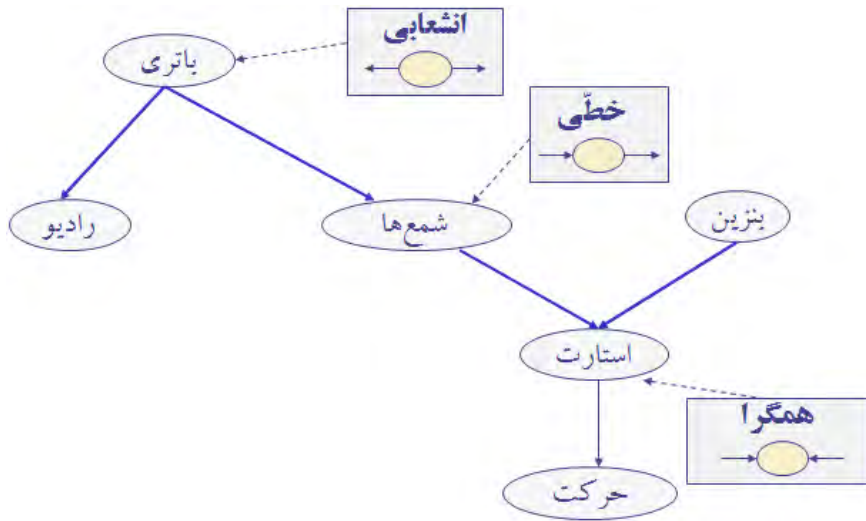 انشعابی
باتری
خطّی
رادیو
شمع‌ها
بنزین
استارت
همگرا
حرکت